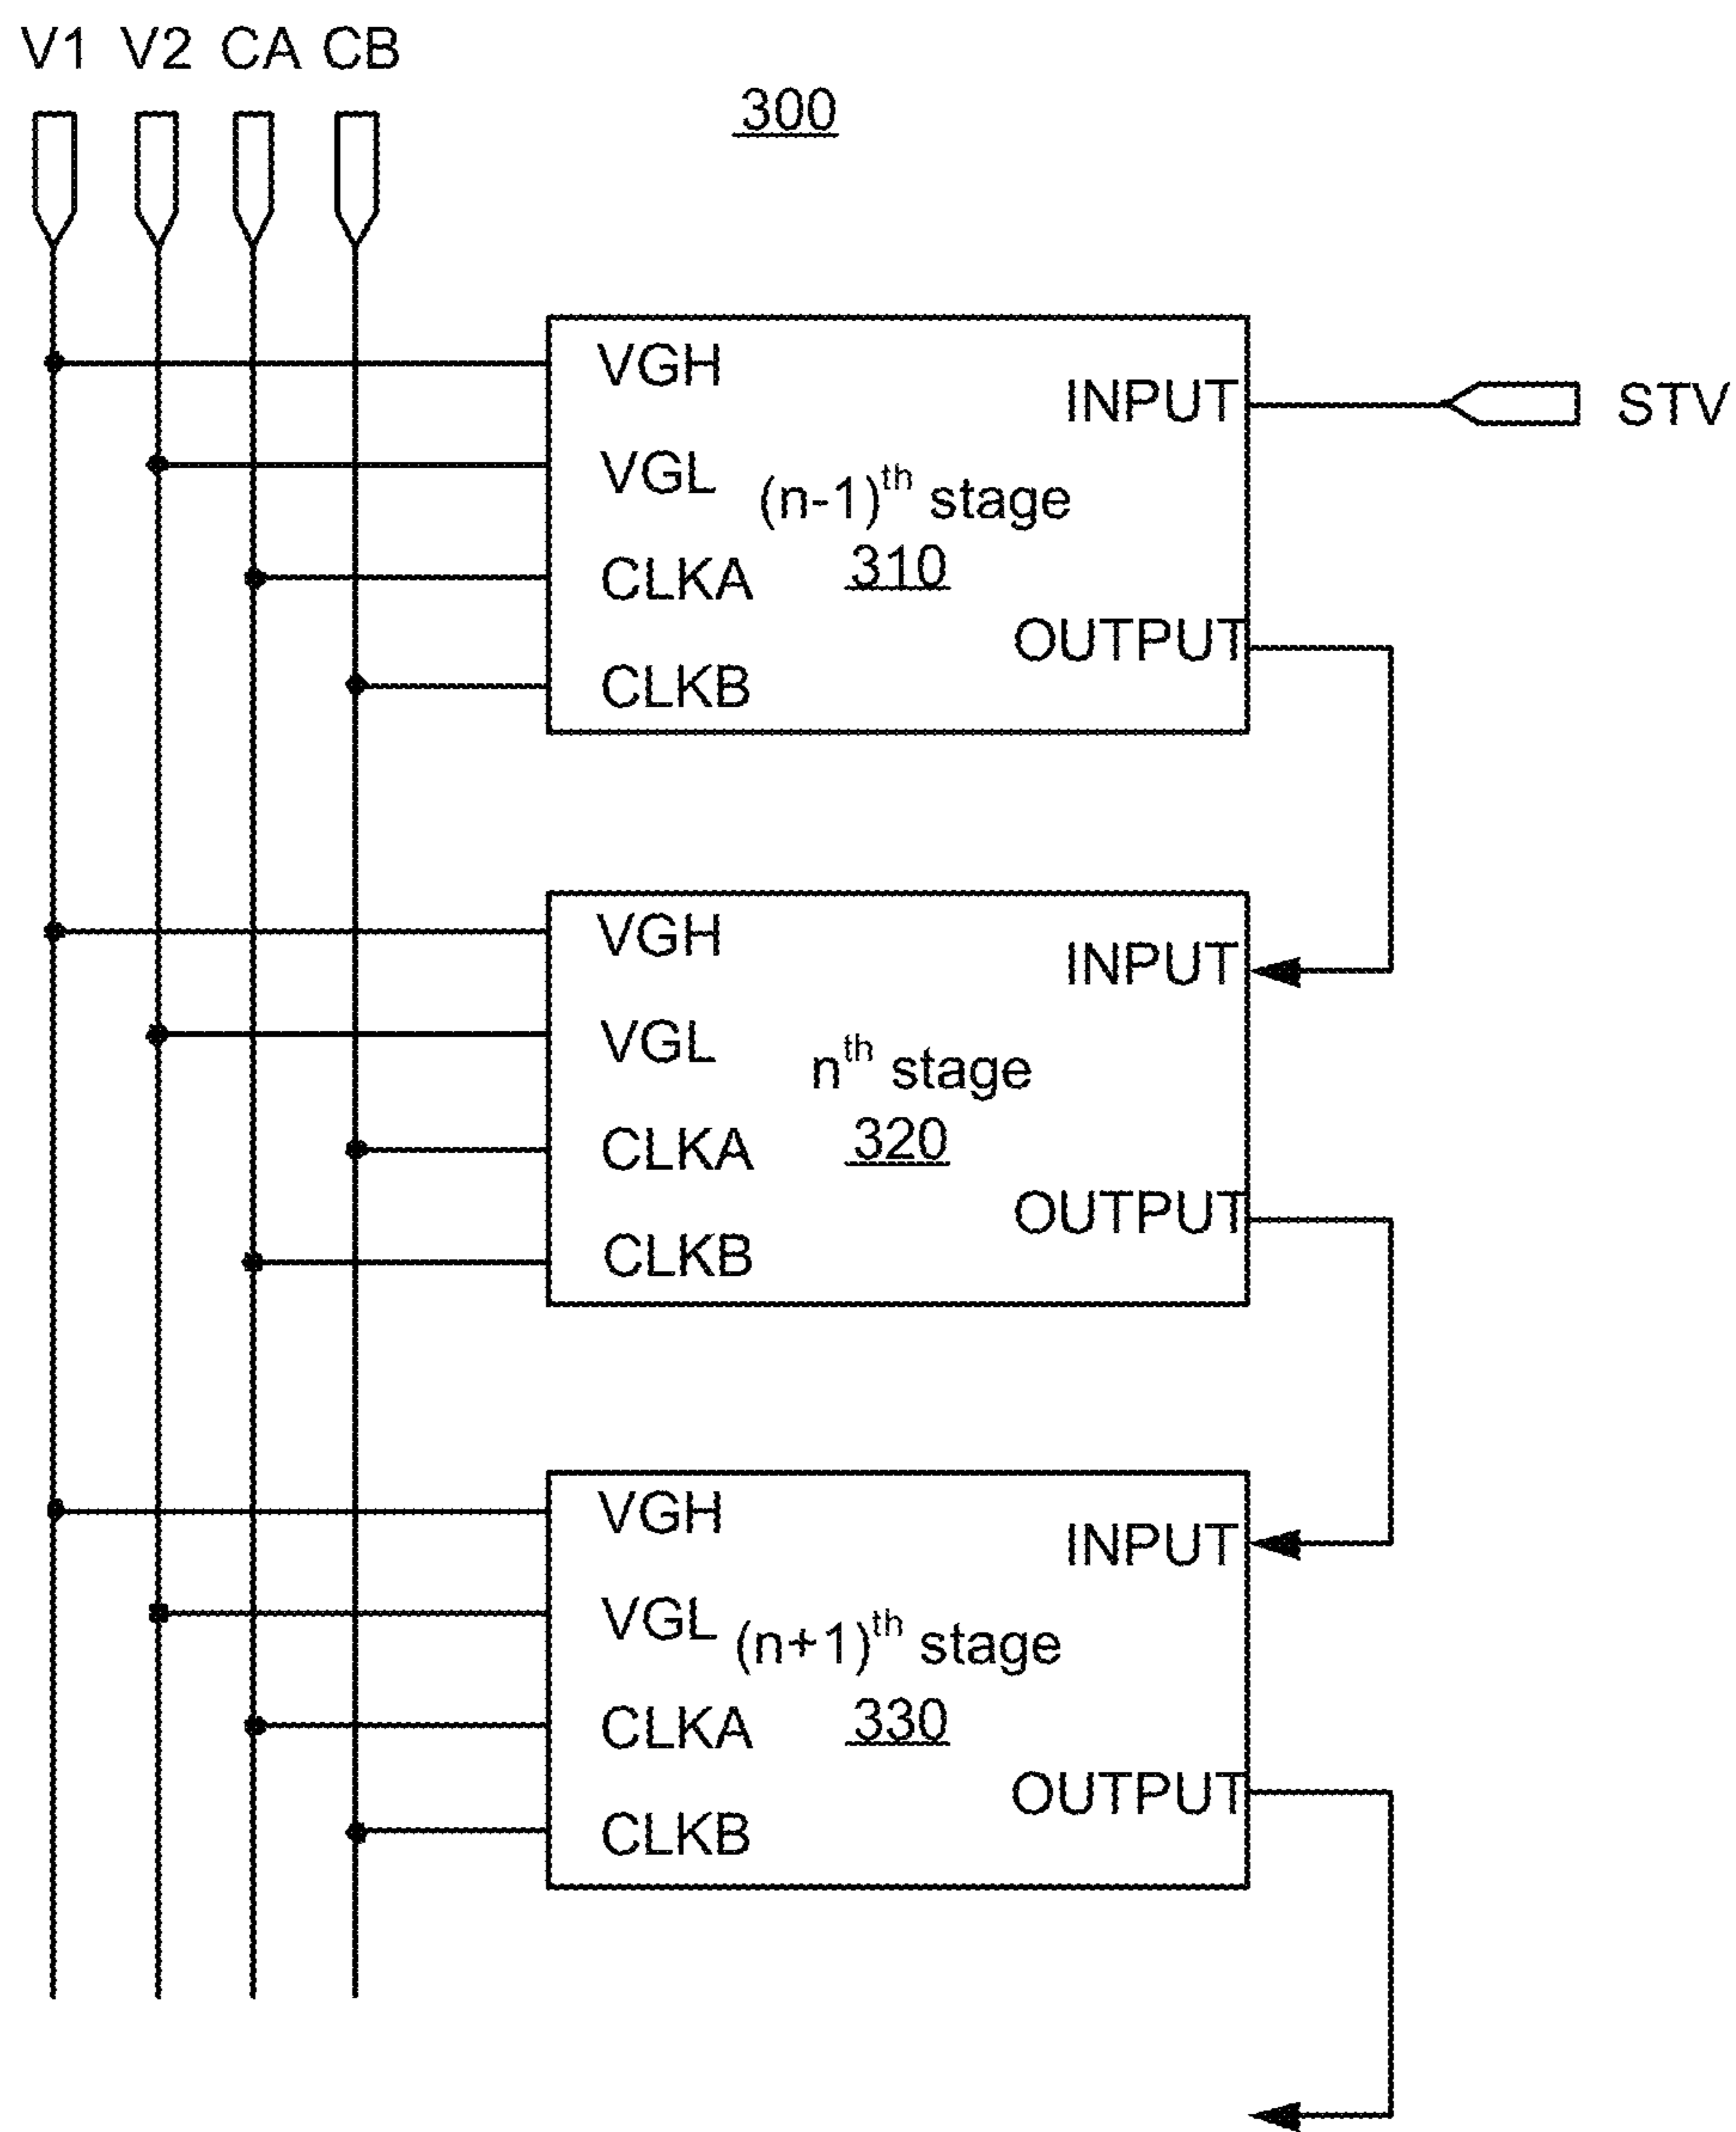 V1 V2 CA CB
300
VGH
INPUT
STV
VGL
(n-1)th stage
310
CLKA
OUTPUT
CLKB
VGH
INPUT
VGL
nth stage
320
CLKA
OUTPUT
CLKB
VGH
INPUT
VGL
(n+1)th stage
330
CLKA
OUTPUT
CLKB